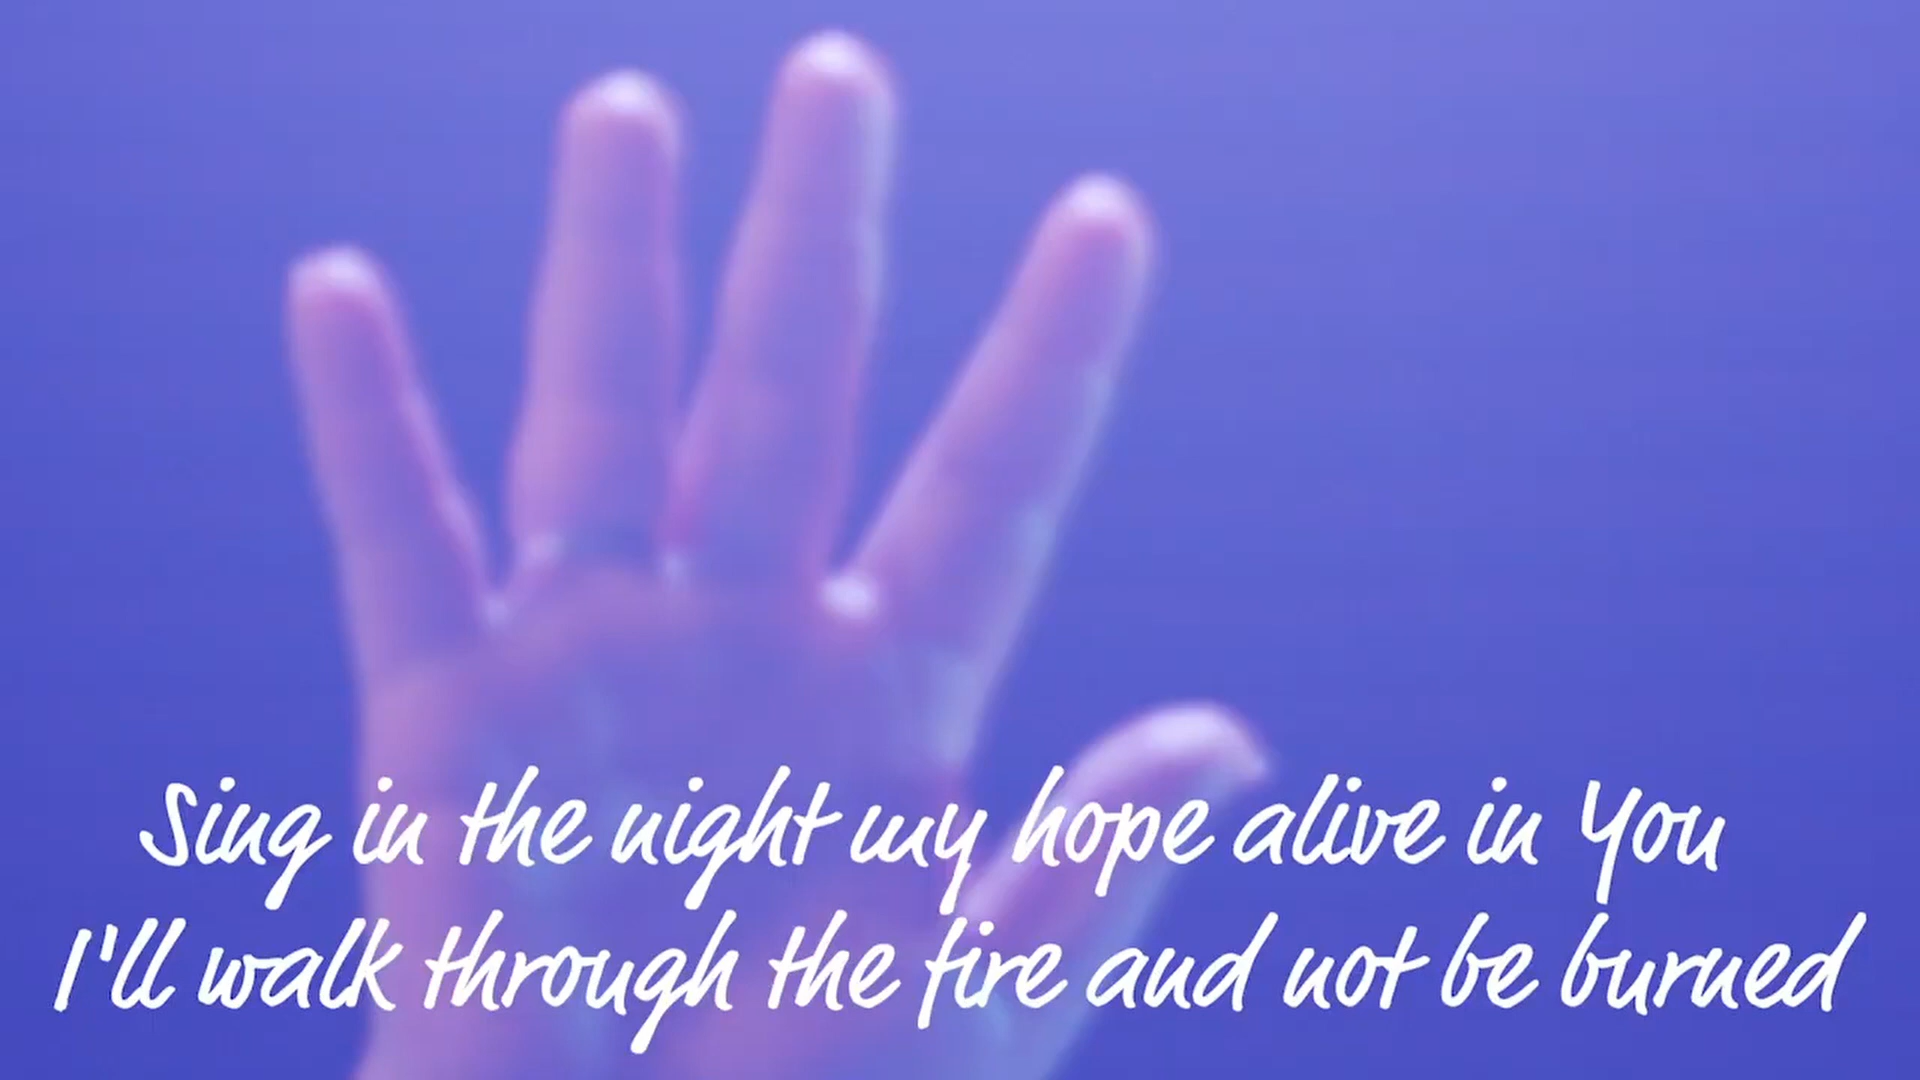 Sing in the night my hope alive in You
I'll walk through the fire and not be burned